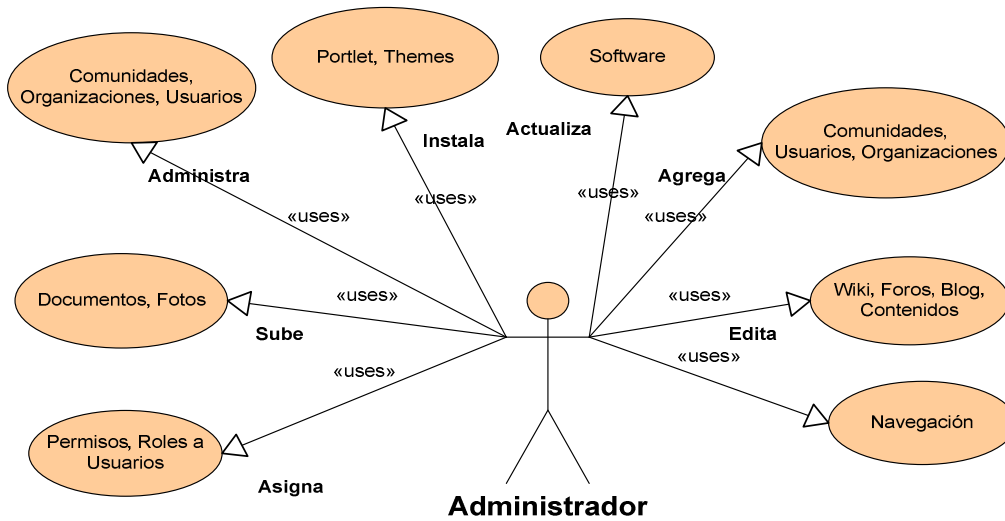 Portlet, Themes
Software
Comunidades,
Organizaciones, Usuarios
Instala
Actualiza
Comunidades,
Usuarios, Organizaciones
Administra
Agrega
«uses»
«uses»
«uses»
«uses»
Documentos, Fotos
«uses»
Sube
«uses»
Edita
Wiki, Foros, Blog,
Contenidos
«uses»
«uses»
Permisos, Roles a
Usuarios
Asigna
Navegación
Administrador